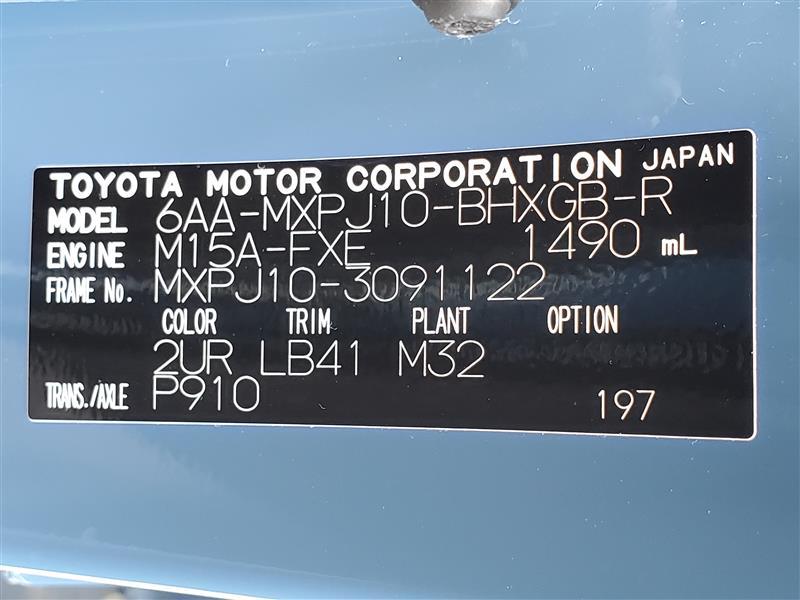 TOYOTA MOTOR CORPORATION JAPAN
MODEL 6AA-MXPJ10-BHXGB-R
ENGINE M15A-FXE 1490 mL
FRAME No. MXPJ10-3091122
COLOR TRIM PLANT OPTION
2UR LB41 M32
TRANS./AXLE P910 197